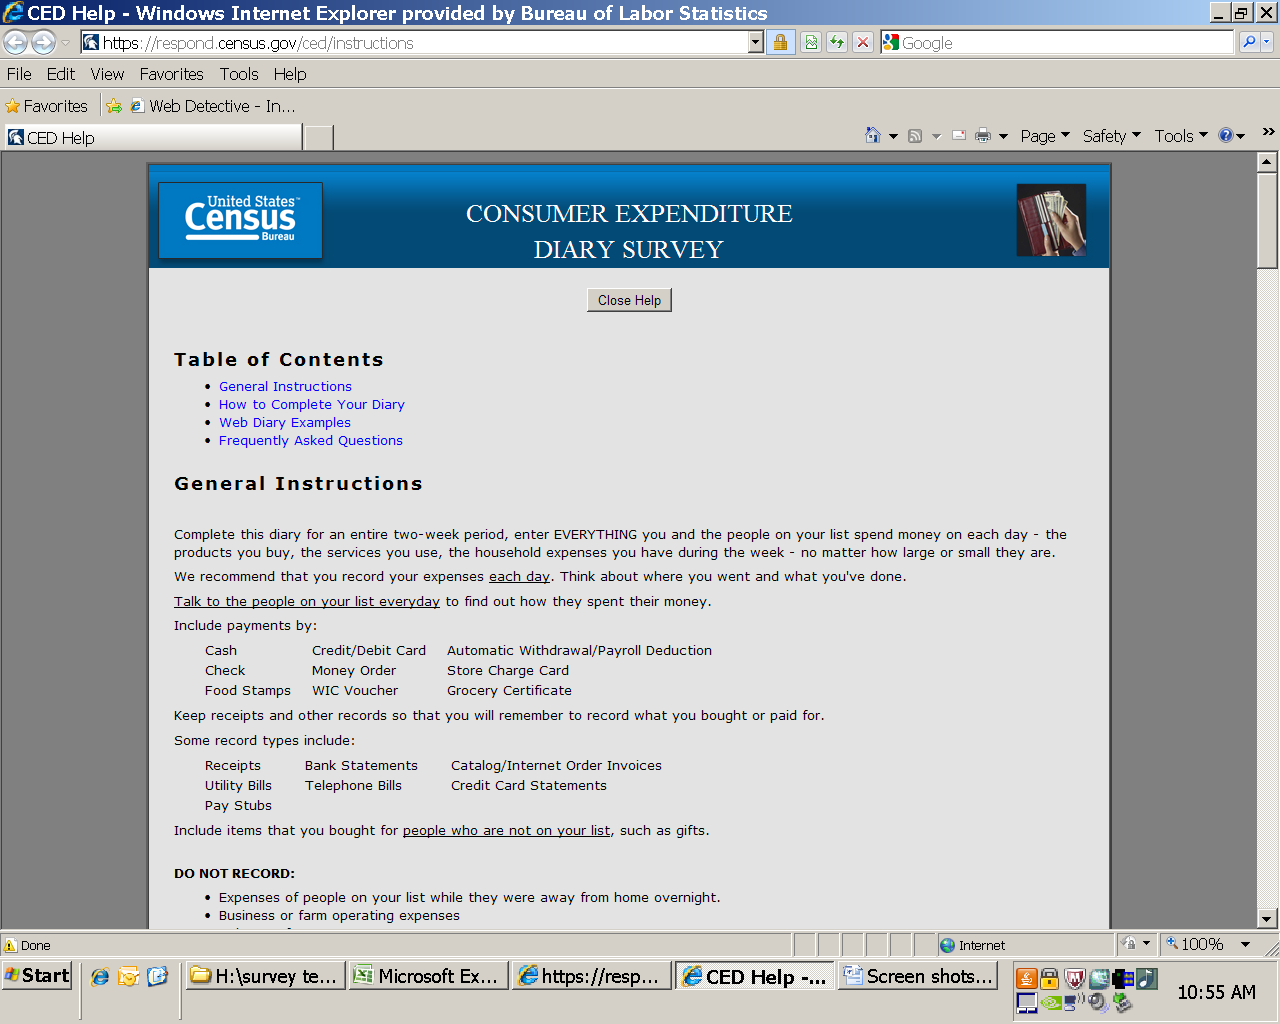 CED Help - Windows Internet Explorer provided by Bureau of Labor Statistics
https://respond.census.gov/ced/instructions
Google
File Edit View Favorites Tools Help
Favorites Web Detective - In...
CED Help
Page Safety Tools
United States™
Census
Bureau
CONSUMER EXPENDITURE
DIARY SURVEY
Close Help
Table of Contents
• General Instructions
• How to Complete Your Diary
• Web Diary Examples
• Frequently Asked Questions
General Instructions
Complete this diary for an entire two-week period, enter EVERYTHING you and the people on your list spend money on each day - the
products you buy, the services you use, the household expenses you have during the week - no matter how large or small they are.
We recommend that you record your expenses each day. Think about where you went and what you've done.
Talk to the people on your list everyday to find out how they spent their money.
Include payments by:
Cash Credit/Debit Card Automatic Withdrawal/Payroll Deduction
Check Money Order Store Charge Card
Food Stamps WIC Voucher Grocery Certificate
Keep receipts and other records so that you will remember to record what you bought or paid for.
Some record types include:
Receipts Bank Statements Catalog/Internet Order Invoices
Utility Bills Telephone Bills Credit Card Statements
Pay Stubs
Include items that you bought for people who are not on your list, such as gifts.
DO NOT RECORD:
• Expenses of people on your list while they were away from home overnight.
• Business or farm operating expenses
Done Internet 100%
Start H:\survey te... Microsoft Ex... https://resp... CED Help -... Screen shots... 10:55 AM